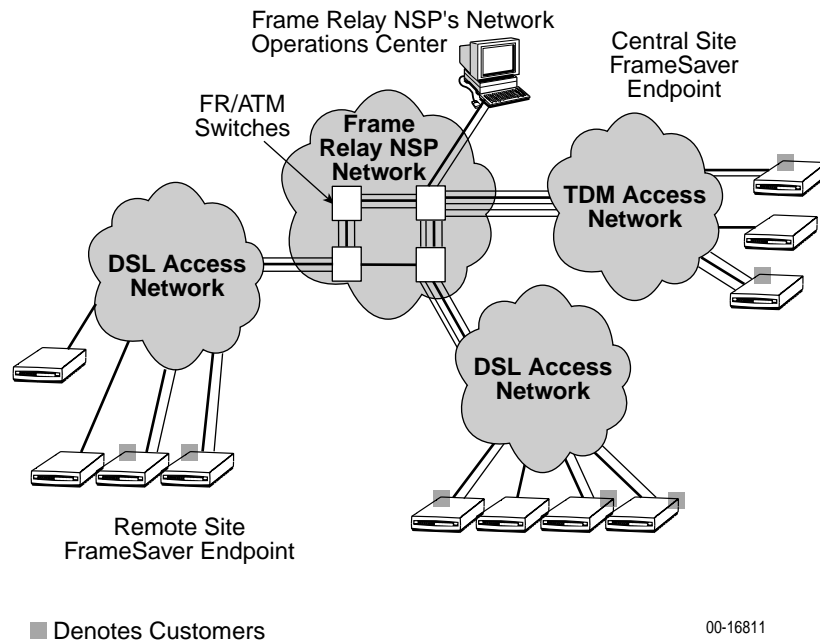 Frame Relay NSP's Network
Operations Center
Central Site
FrameSaver
Endpoint
FR/ATM
Switches
Frame
Relay NSP
Network
TDM Access
Network
DSL Access
Network
DSL Access
Network
Remote Site
FrameSaver Endpoint
Denotes Customers
00-16811